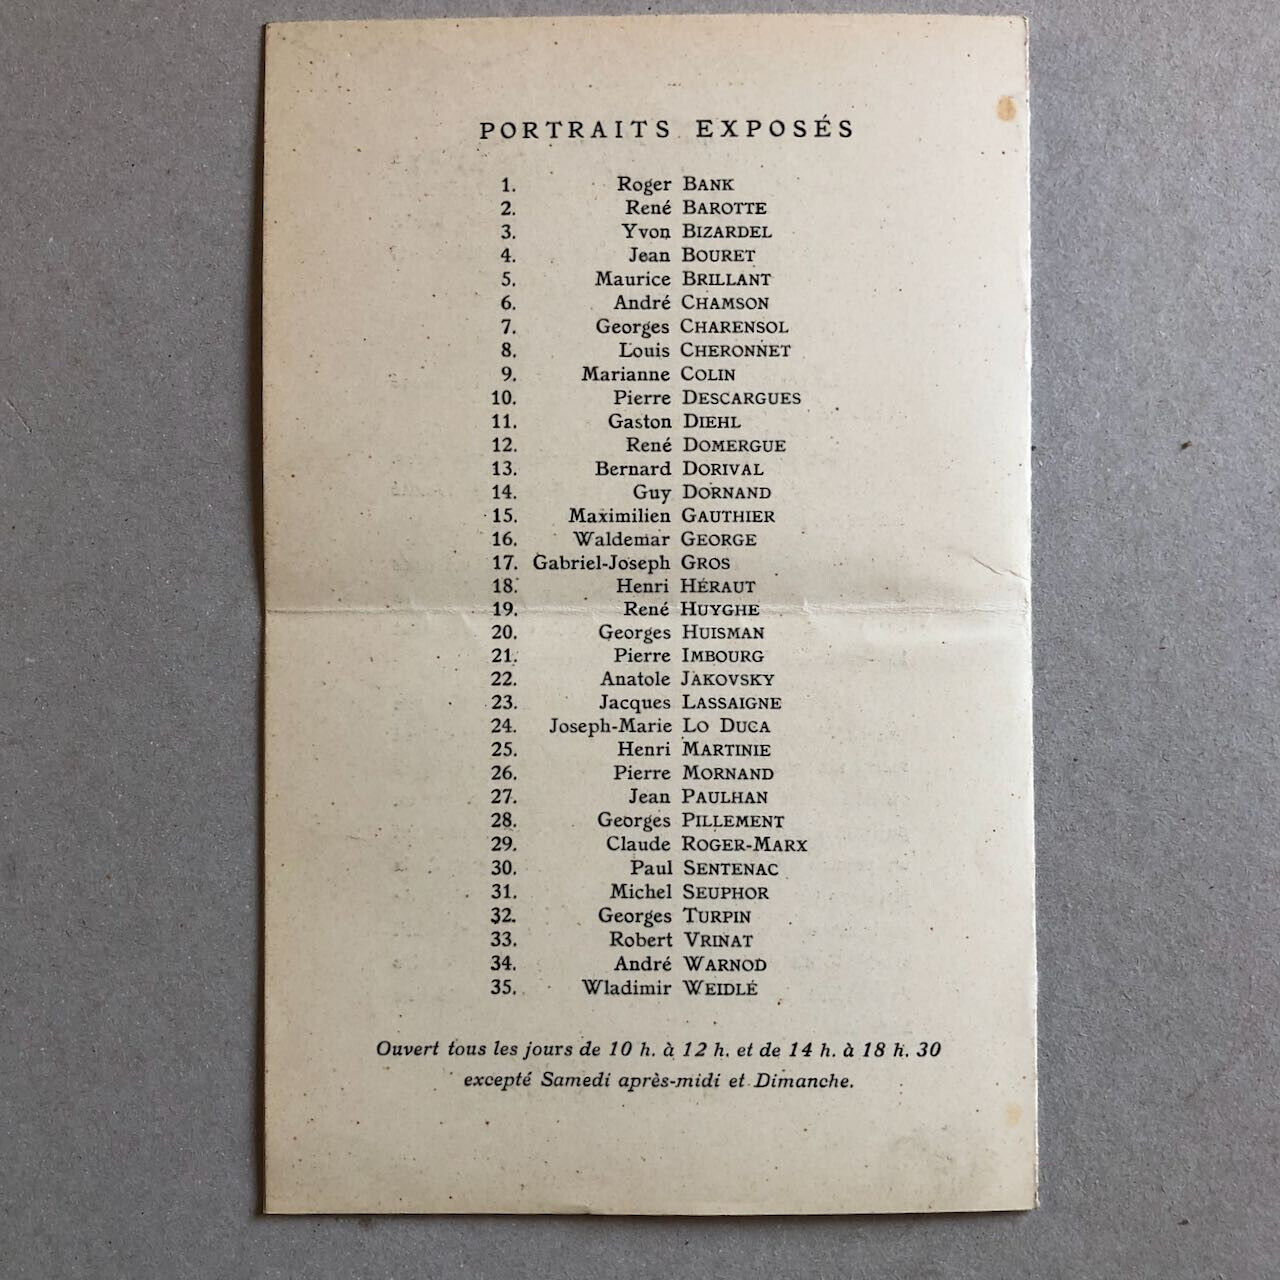 PORTRAITS EXPOSÉS
1. Roger BANK
2. René BAROTTE
3. Yvon BIZARDEL
4. Jean BOURET
5. Maurice BRILLANT
6. André CHAMSON
7. Georges CHARENSOL
8. Louis CHERONNET
9. Marianne COLIN
10. Pierre DESCARGUES
11. Gaston DIEHL
12. René DOMERGUE
13. Bernard DORIVAL
14. Guy DORNAND
15. Maximilien GAUTHIER
16. Waldemar GEORGE
17. Gabriel-Joseph GROS
18. Henri HÉRAUT
19. René HUYGHE
20. Georges HUISMAN
21. Pierre IMBOURG
22. Anatole JAKOVSKY
23. Jacques LASSAIGNE
24. Joseph-Marie LO DUCA
25. Henri MARTINIE
26. Pierre MORNAND
27. Jean PAULHAN
28. Georges PILLEMENT
29. Claude ROGER-MARX
30. Paul SENTENAC
31. Michel SEUPHOR
32. Georges TURPIN
33. Robert VRINAT
34. André WARNOD
35. Wladimir WEIDLÉ
Ouvert tous les jours de 10 h. à 12 h. et de 14 h. à 18 h. 30
excepté Samedi après-midi et Dimanche.